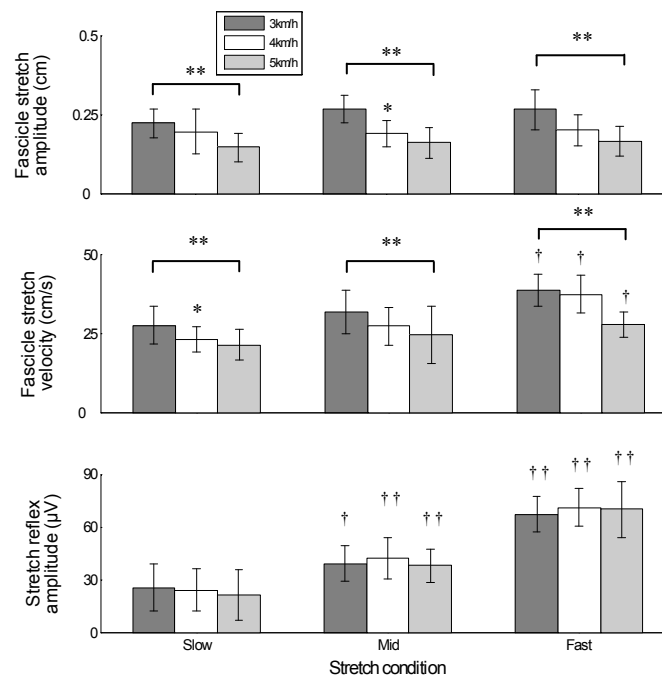 3km/h
4km/h
5km/h
Fascicle stretch
amplitude (cm)
0.5
0.25
0
**
**
*
**
Fascicle stretch
velocity (cm/s)
50
25
0
**
*
**
**
†
†
†
Stretch reflex
amplitude (µV)
90
60
30
0
†
††
††
††
††
††
Slow
Mid
Fast
Stretch condition